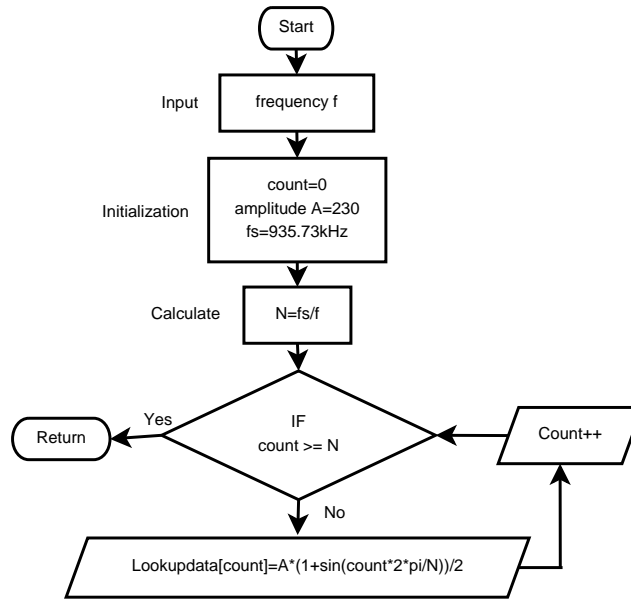 Start
Input
frequency f
Initialization
count=0
amplitude A=230
fs=935.73kHz
Calculate
N=fs/f
Yes
Return
IF
count >= N
Count++
No
Lookupdata[count]=A*(1+sin(count*2*pi/N))/2